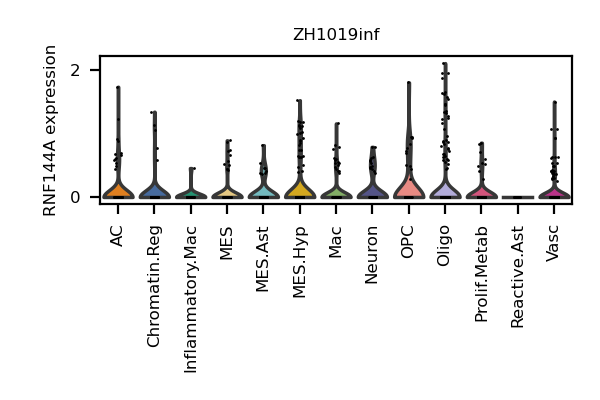 ZH1019inf
RNF144A expression
2
0
AC
Chromatin.Reg
Inflammatory.Mac
MES
MES.Ast
MES.Hyp
Mac
Neuron
OPC
Oligo
Prolif.Metab
Reactive.Ast
Vasc